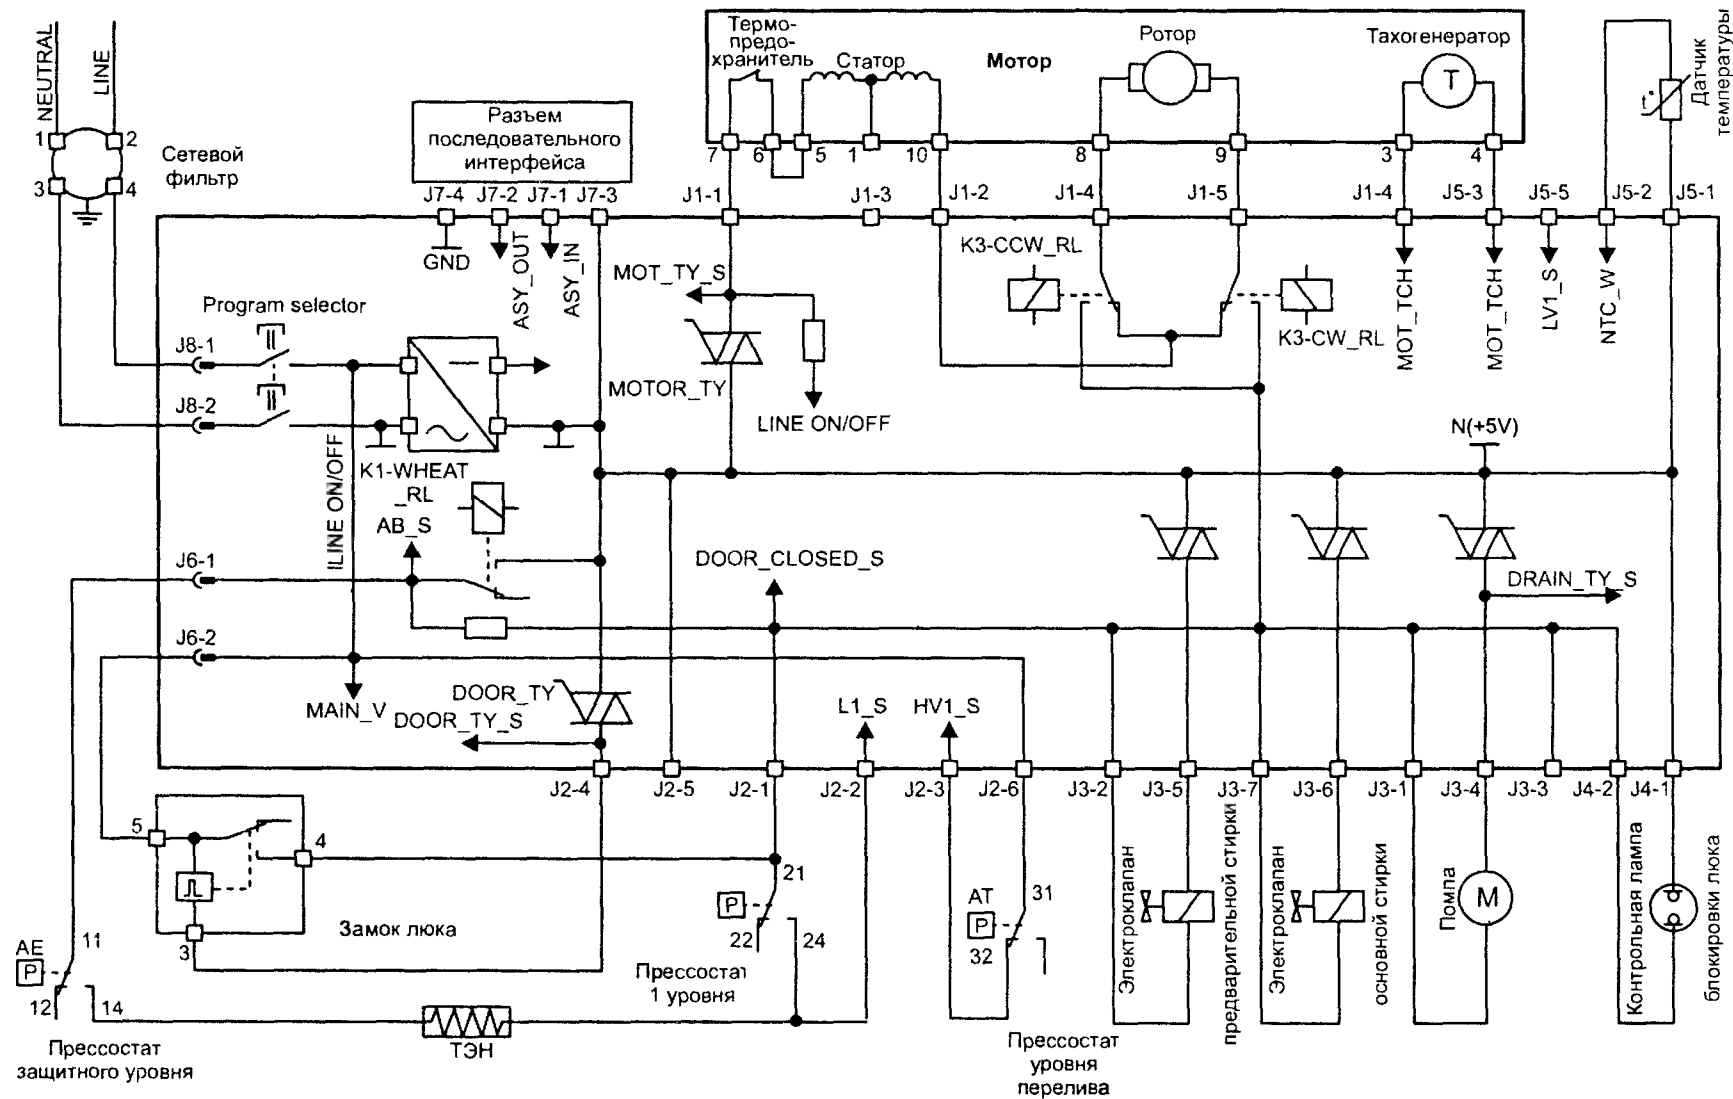 NEUTRAL
LINE
1
2
3
4
Сетевой
фильтр
Разъем
последовательного
интерфейса
Термо-
предо-
хранитель
Статор
Мотор
Ротор
Тахогенератор
T
t°
Датчик
температуры
7
6
5
1
10
8
9
3
4
J7-4
J7-2
J7-1
J7-3
J1-1
J1-3
J1-2
J1-4
J1-5
J1-4
J5-3
J5-5
J5-2
J5-1
GND
ASY_OUT
ASY_IN
MOT_TY_S
K3-CCW_RL
K3-CW_RL
MOT_TCH
MOT_TCH
LV1_S
NTC_W
Program selector
J8-1
J8-2
MOTOR_TY
LINE ON/OFF
N(+5V)
K1-WHEAT
_RL
ILINE ON/OFF
AB_S
J6-1
DOOR_CLOSED_S
DRAIN_TY_S
J6-2
MAIN_V
DOOR_TY
DOOR_TY_S
L1_S
HV1_S
J2-4
J2-5
J2-1
J2-2
J2-3
J2-6
J3-2
J3-5
J3-7
J3-6
J3-1
J3-4
J3-3
J4-2
J4-1
5
4
3
Замок люка
21
P
22
24
Прессостат
1 уровня
AT
P
31
32
Прессостат
уровня
перелива
AE
P
11
12
14
Прессостат
защитного уровня
ТЭН
Электроклапан
предварительной стирки
Электроклапан
основной стирки
Помпа
M
Контрольная лампа
блокировки люка